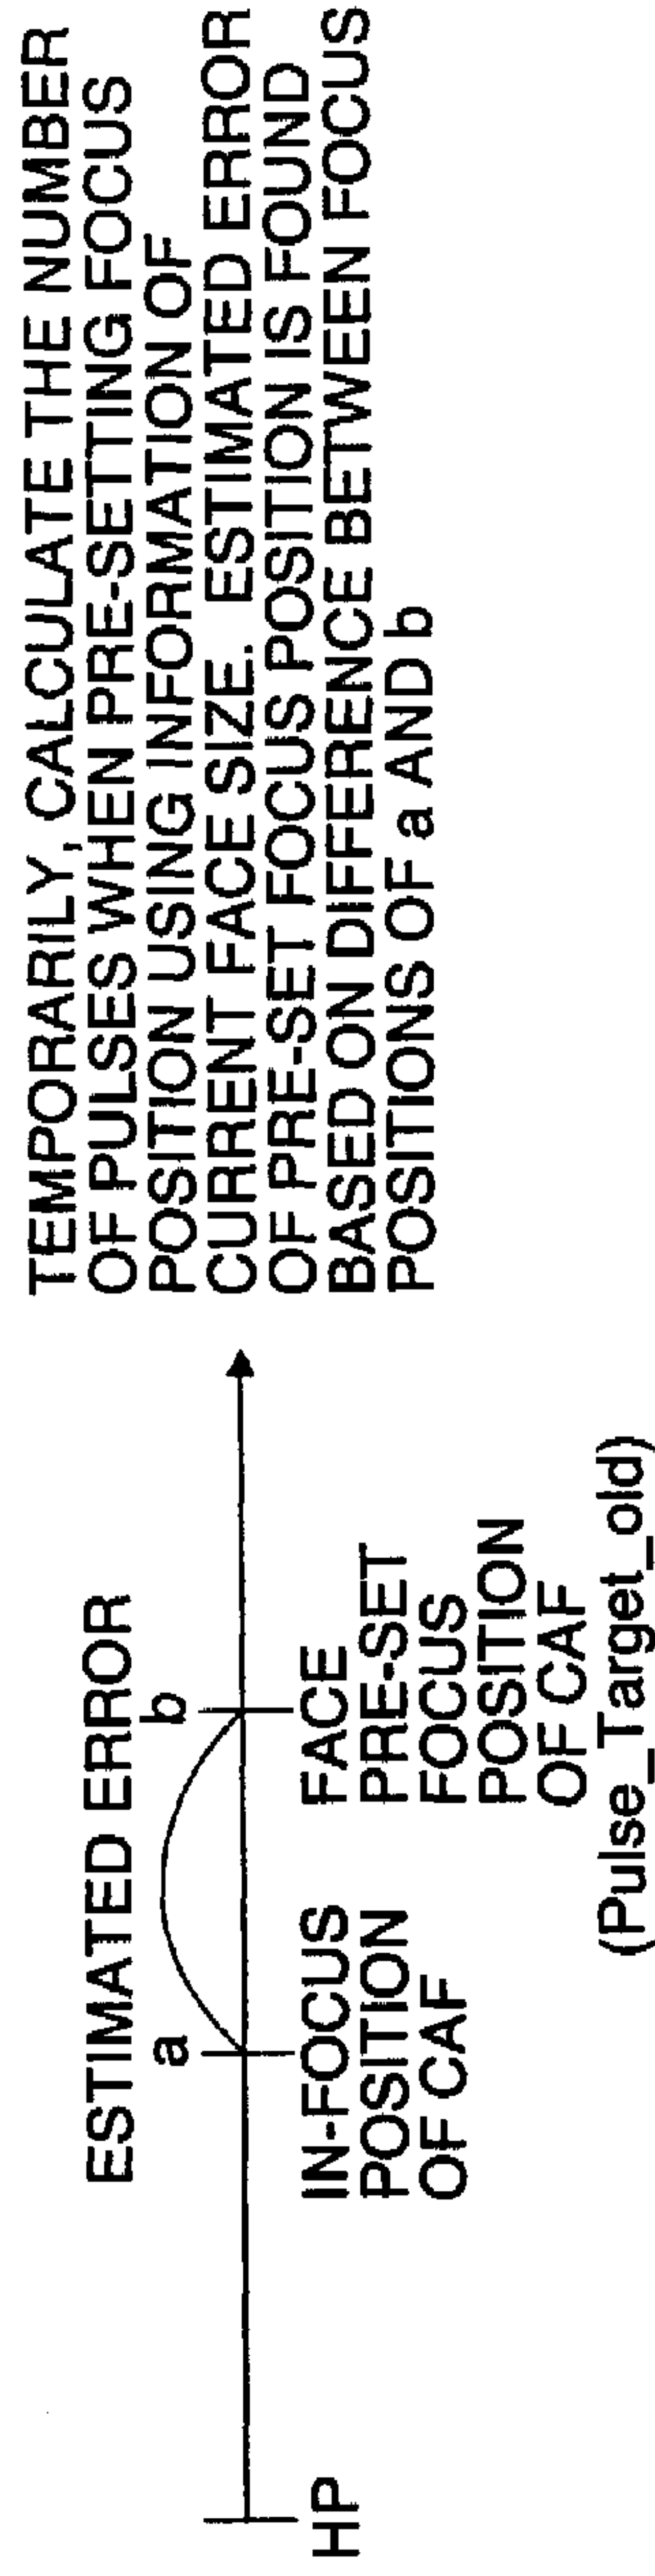 TEMPORARILY, CALCULATE THE NUMBER
OF PULSES WHEN PRE-SETTING FOCUS
POSITION USING INFORMATION OF
CURRENT FACE SIZE. ESTIMATED ERROR
OF PRE-SET FOCUS POSITION IS FOUND
BASED ON DIFFERENCE BETWEEN FOCUS
POSITIONS OF a AND b
ESTIMATED ERROR
a
b
HP
IN-FOCUS
POSITION
OF CAF
FACE
PRE-SET
FOCUS
POSITION
OF CAF
(Pulse_Target_old)